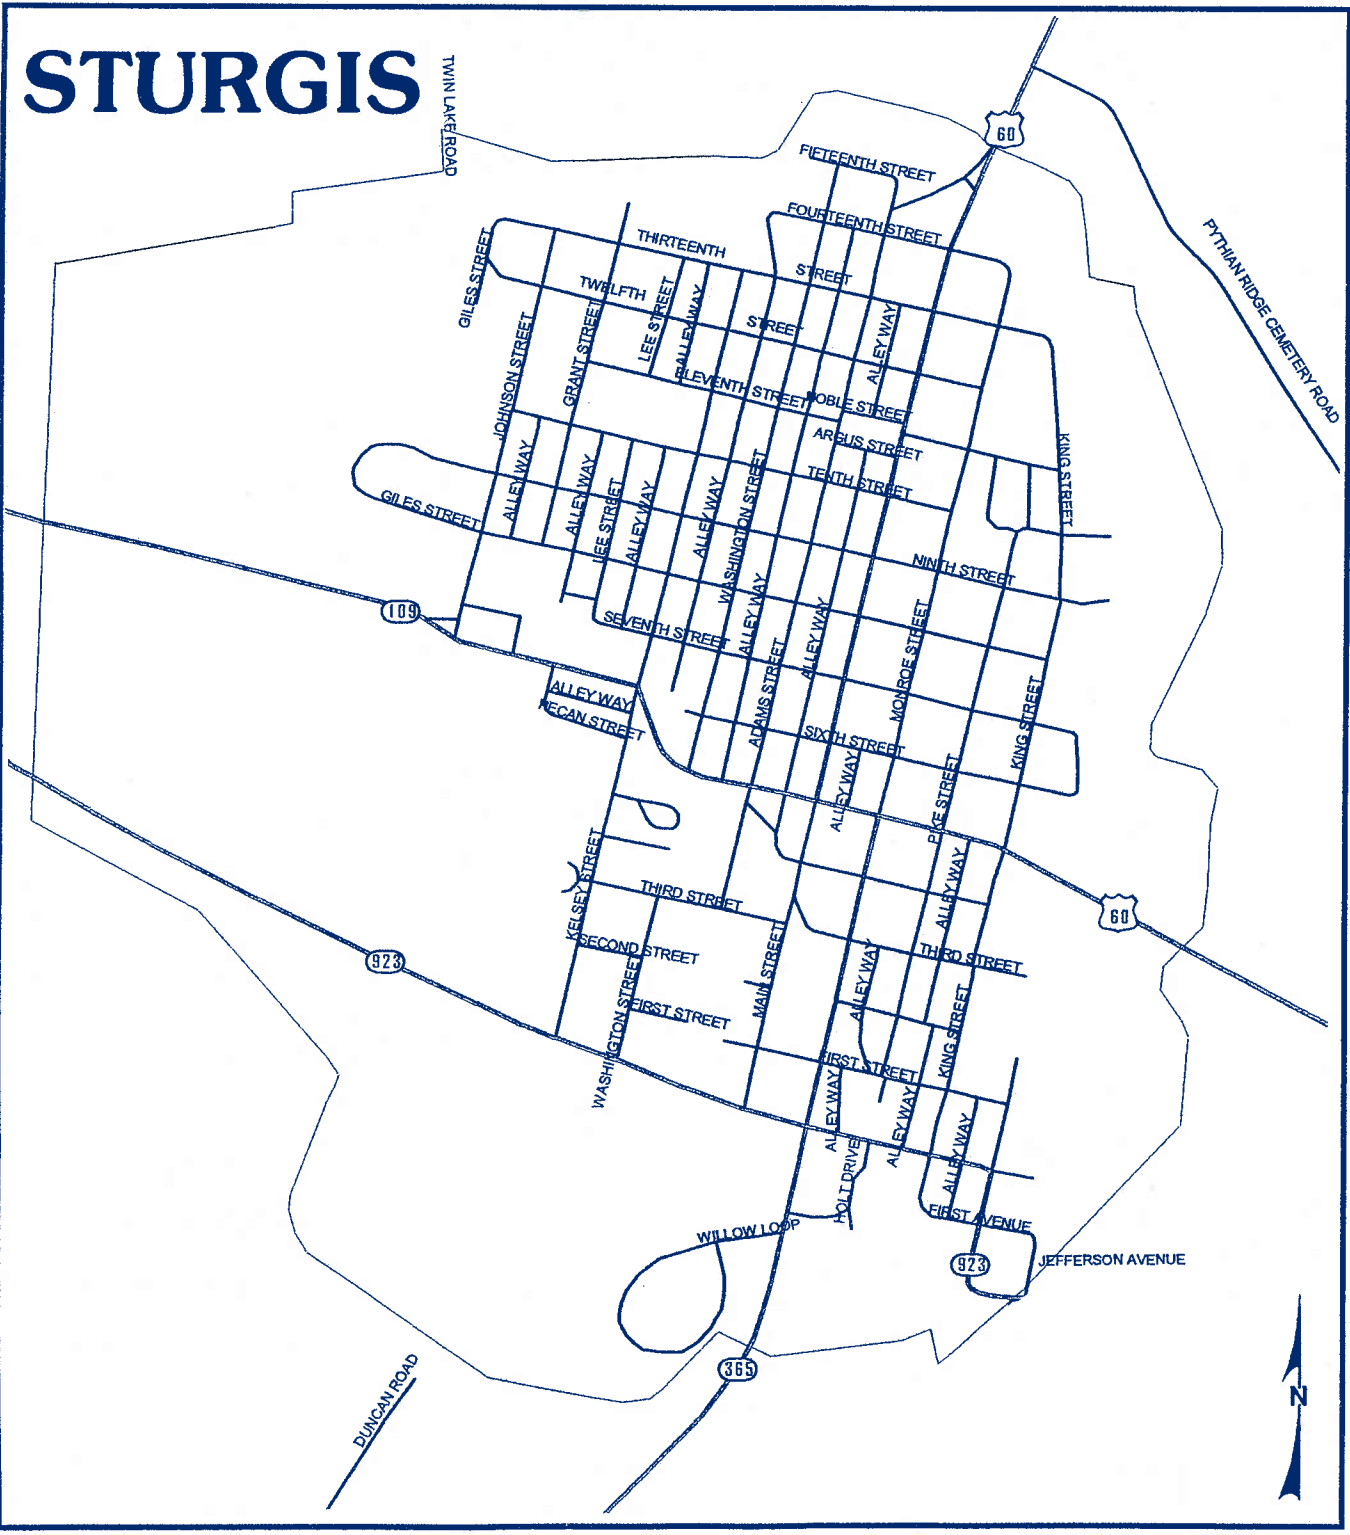 STURGIS
TWIN LAKE ROAD
60
FIFTEENTH STREET
FOURTEENTH STREET
PYTHIAN RIDGE CEMETERY ROAD
GILES STREET
THIRTEENTH
STREET
TWELFTH
STREET
LEE STREET
ALLEY WAY
ALLEY WAY
JOHNSON STREET
GRANT STREET
ELEVENTH STREET
NOBLE STREET
ARGUS STREET
TENTH STREET
KING STREET
GILES STREET
ALLEY WAY
ALLEY WAY
LEE STREET
ALLEY WAY
ALLEY WAY
WASHINGTON STREET
NINTH STREET
109
SEVENTH STREET
ALLEY WAY
ALLEY WAY
MONROE STREET
ADAMS STREET
KING STREET
ALLEY WAY
PECAN STREET
SIXTH STREET
ALLEY WAY
PIKE STREET
KELSEY STREET
THIRD STREET
ALLEY WAY
60
SECOND STREET
923
MAIN STREET
ALLEY WAY
THIRD STREET
WASHINGTON STREET
FIRST STREET
KING STREET
FIRST STREET
ALLEY WAY
ALLEY WAY
ALLEY WAY
HOLT DRIVE
WILLOW LOOP
FIRST AVENUE
923
JEFFERSON AVENUE
365
DUNCAN ROAD
N